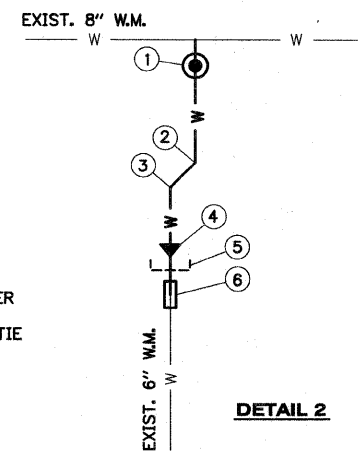 EXIST. 8" W.M.
W W
1
W
2
3
W
4
5
6
ER
TIE
EXIST. 6" W.M.
W
DETAIL 2